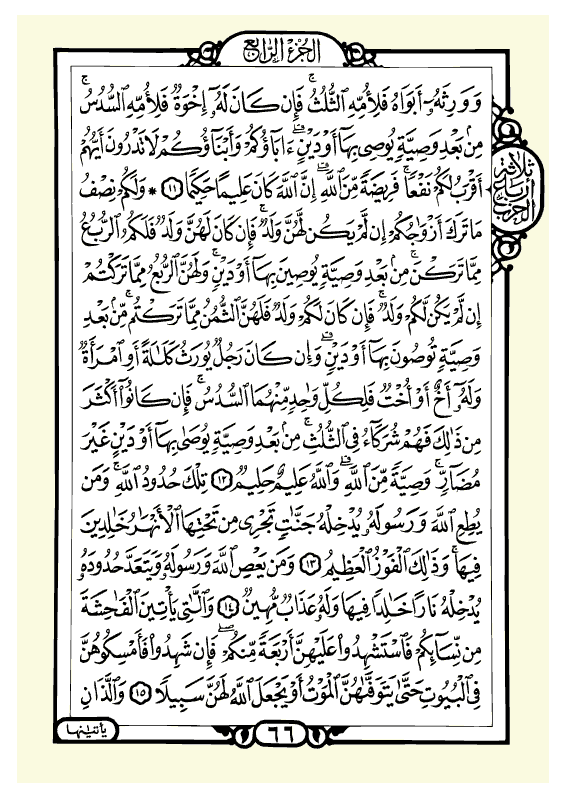 الجزء الرابع
وَوَرِثَهُۥٓ أَبَوَاهُ فَلِأُمِّهِ ٱلثُّلُثُۚ فَإِن كَانَ لَهُۥٓ إِخْوَةٌ فَلِأُمِّهِ ٱلسُّدُسُۚ
مِنۢ بَعْدِ وَصِيَّةٍ يُوصِى بِهَآ أَوْ دَيْنٍۗ ءَابَآؤُكُمْ وَأَبْنَآؤُكُمْ لَا تَدْرُونَ أَيُّهُمْ
أَقْرَبُ لَكُمْ نَفْعًاۚ فَرِيضَةً مِّنَ ٱللَّهِۗ إِنَّ ٱللَّهَ كَانَ عَلِيمًا حَكِيمًا ١١ * وَلَكُمْ نِصْفُ
مَا تَرَكَ أَزْوَٰجُكُمْ إِن لَّمْ يَكُن لَّهُنَّ وَلَدٌۚ فَإِن كَانَ لَهُنَّ وَلَدٌ فَلَكُمُ ٱلرُّبُعُ
مِمَّا تَرَكْنَۚ مِنۢ بَعْدِ وَصِيَّةٍ يُوصِينَ بِهَآ أَوْ دَيْنٍۚ وَلَهُنَّ ٱلرُّبُعُ مِمَّا تَرَكْتُمْ
إِن لَّمْ يَكُن لَّكُمْ وَلَدٌۚ فَإِن كَانَ لَكُمْ وَلَدٌ فَلَهُنَّ ٱلثُّمُنُ مِمَّا تَرَكْتُمۚ مِّنۢ بَعْدِ
وَصِيَّةٍ تُوصُونَ بِهَآ أَوْ دَيْنٍۗ وَإِن كَانَ رَجُلٌ يُورَثُ كَلَٰلَةً أَوِ ٱمْرَأَةٌ
وَلَهُۥٓ أَخٌ أَوْ أُخْتٌ فَلِكُلِّ وَٰحِدٍ مِّنْهُمَا ٱلسُّدُسُۚ فَإِن كَانُوٓا۟ أَكْثَرَ
مِن ذَٰلِكَ فَهُمْ شُرَكَآءُ فِى ٱلثُّلُثِۚ مِنۢ بَعْدِ وَصِيَّةٍ يُوصَىٰ بِهَآ أَوْ دَيْنٍ غَيْرَ
مُضَآرٍّۚ وَصِيَّةً مِّنَ ٱللَّهِۗ وَٱللَّهُ عَلِيمٌ حَلِيمٌ ١٢ تِلْكَ حُدُودُ ٱللَّهِۚ وَمَن
يُطِعِ ٱللَّهَ وَرَسُولَهُۥ يُدْخِلْهُ جَنَّٰتٍ تَجْرِى مِن تَحْتِهَا ٱلْأَنْهَٰرُ خَٰلِدِينَ
فِيهَاۚ وَذَٰلِكَ ٱلْفَوْزُ ٱلْعَظِيمُ ١٣ وَمَن يَعْصِ ٱللَّهَ وَرَسُولَهُۥ وَيَتَعَدَّ حُدُودَهُۥ
يُدْخِلْهُ نَارًا خَٰلِدًا فِيهَا وَلَهُۥ عَذَابٌ مُّهِينٌ ١٤ وَٱلَّٰتِى يَأْتِينَ ٱلْفَٰحِشَةَ
مِن نِّسَآئِكُمْ فَٱسْتَشْهِدُوا۟ عَلَيْهِنَّ أَرْبَعَةً مِّنكُمْۖ فَإِن شَهِدُوا۟ فَأَمْسِكُوهُنَّ
فِى ٱلْبُيُوتِ حَتَّىٰ يَتَوَفَّىٰهُنَّ ٱلْمَوْتُ أَوْ يَجْعَلَ ٱللَّهُ لَهُنَّ سَبِيلًا ١٥ وَٱلَّذَانِ
ثلاثة
أرباع
الحزب
٦٦
يأتيٰنها